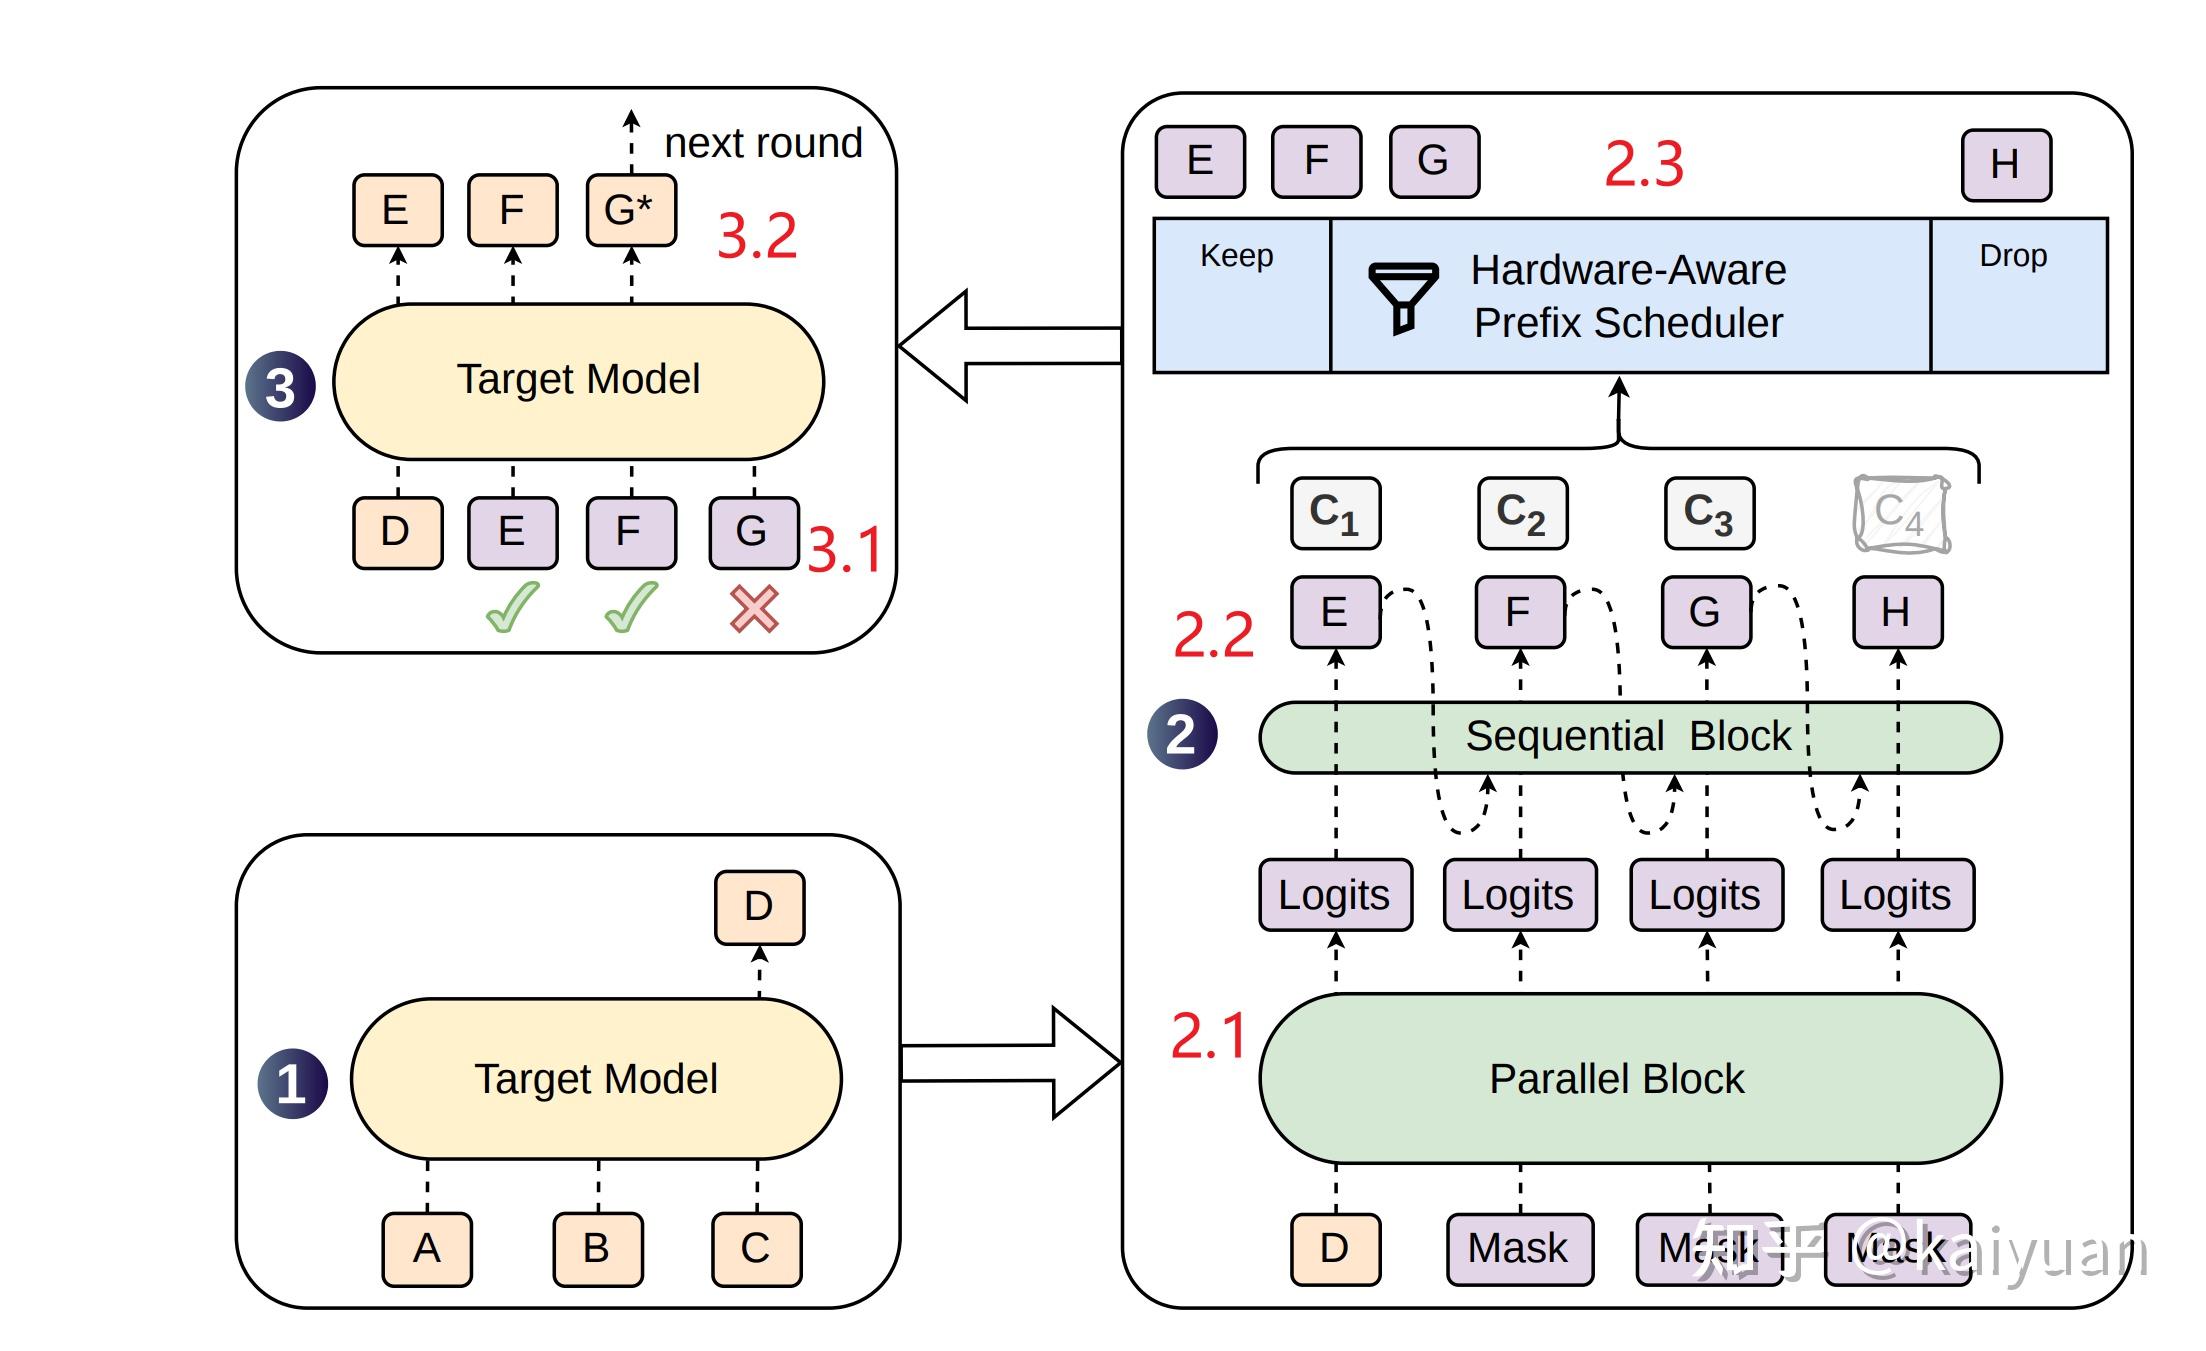 next round
E F G*
3.2
Target Model
3
D E F G
3.1
E F G
2.3
H
Keep
Hardware-Aware
Prefix Scheduler
Drop
C1 C2 C3 C4
E F G H
2.2
2
Sequential Block
Logits Logits Logits Logits
2.1
Parallel Block
D Mask Mask Mask
D
1
Target Model
A B C
知乎 @kaiyuan